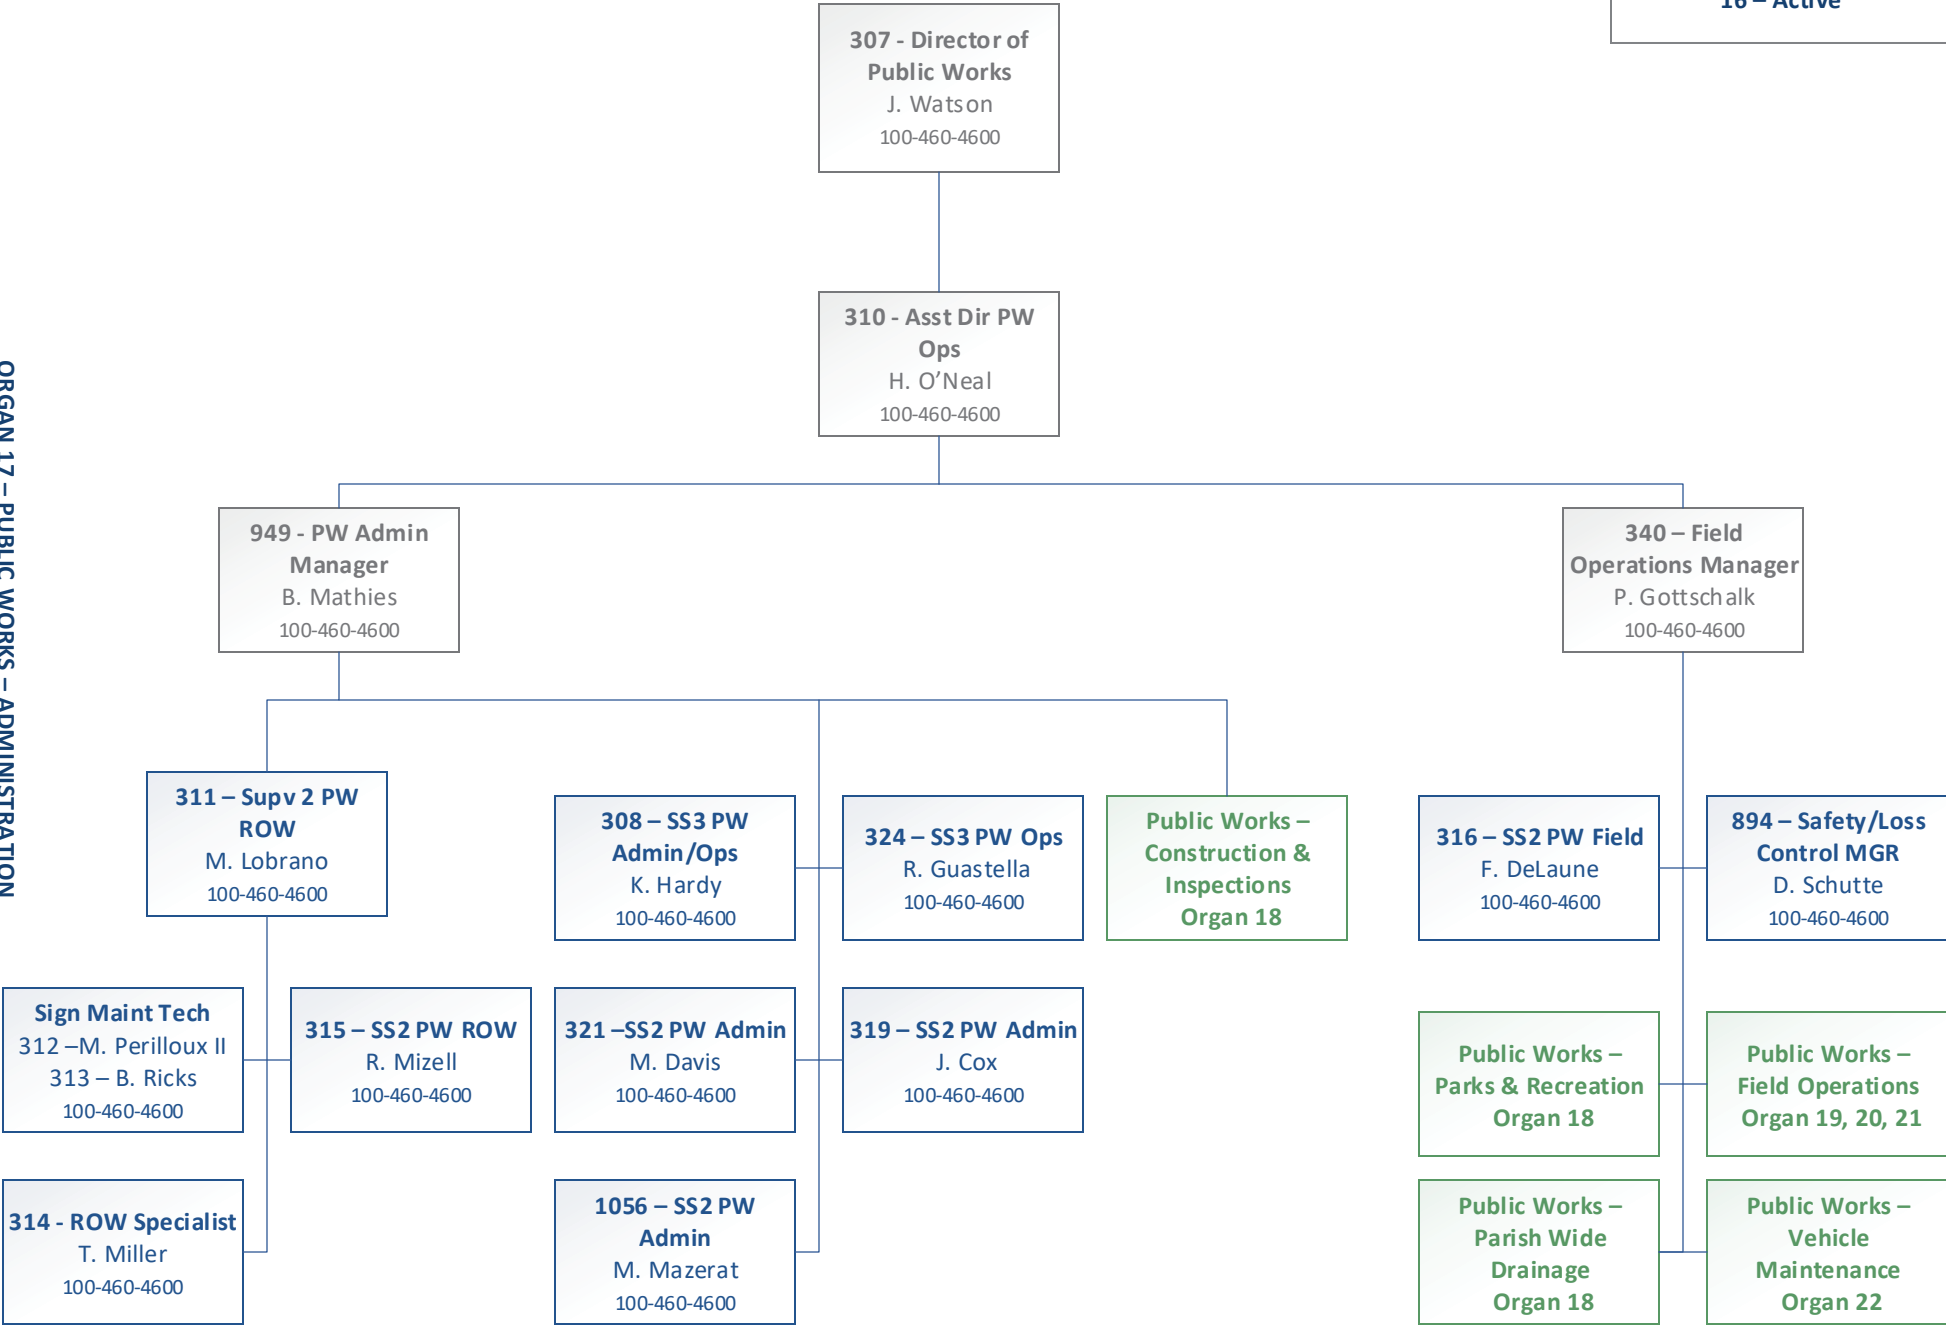 16 – Active
307 - Director of
Public Works
J. Watson
100-460-4600
310 - Asst Dir PW
Ops
H. O’Neal
100-460-4600
ORGAN 17 – PUBLIC WORKS – ADMINISTRATION
949 - PW Admin
Manager
B. Mathies
100-460-4600
340 – Field
Operations Manager
P. Gottschalk
100-460-4600
311 – Supv 2 PW
ROW
M. Lobrano
100-460-4600
308 – SS3 PW
Admin/Ops
K. Hardy
100-460-4600
324 – SS3 PW Ops
R. Guastella
100-460-4600
Public Works –
Construction &
Inspections
Organ 18
316 – SS2 PW Field
F. DeLaune
100-460-4600
894 – Safety/Loss
Control MGR
D. Schutte
100-460-4600
Sign Maint Tech
312 –M. Perilloux II
313 – B. Ricks
100-460-4600
315 – SS2 PW ROW
R. Mizell
100-460-4600
321 –SS2 PW Admin
M. Davis
100-460-4600
319 – SS2 PW Admin
J. Cox
100-460-4600
Public Works –
Parks & Recreation
Organ 18
Public Works –
Field Operations
Organ 19, 20, 21
314 - ROW Specialist
T. Miller
100-460-4600
1056 – SS2 PW
Admin
M. Mazerat
100-460-4600
Public Works –
Parish Wide
Drainage
Organ 18
Public Works –
Vehicle
Maintenance
Organ 22